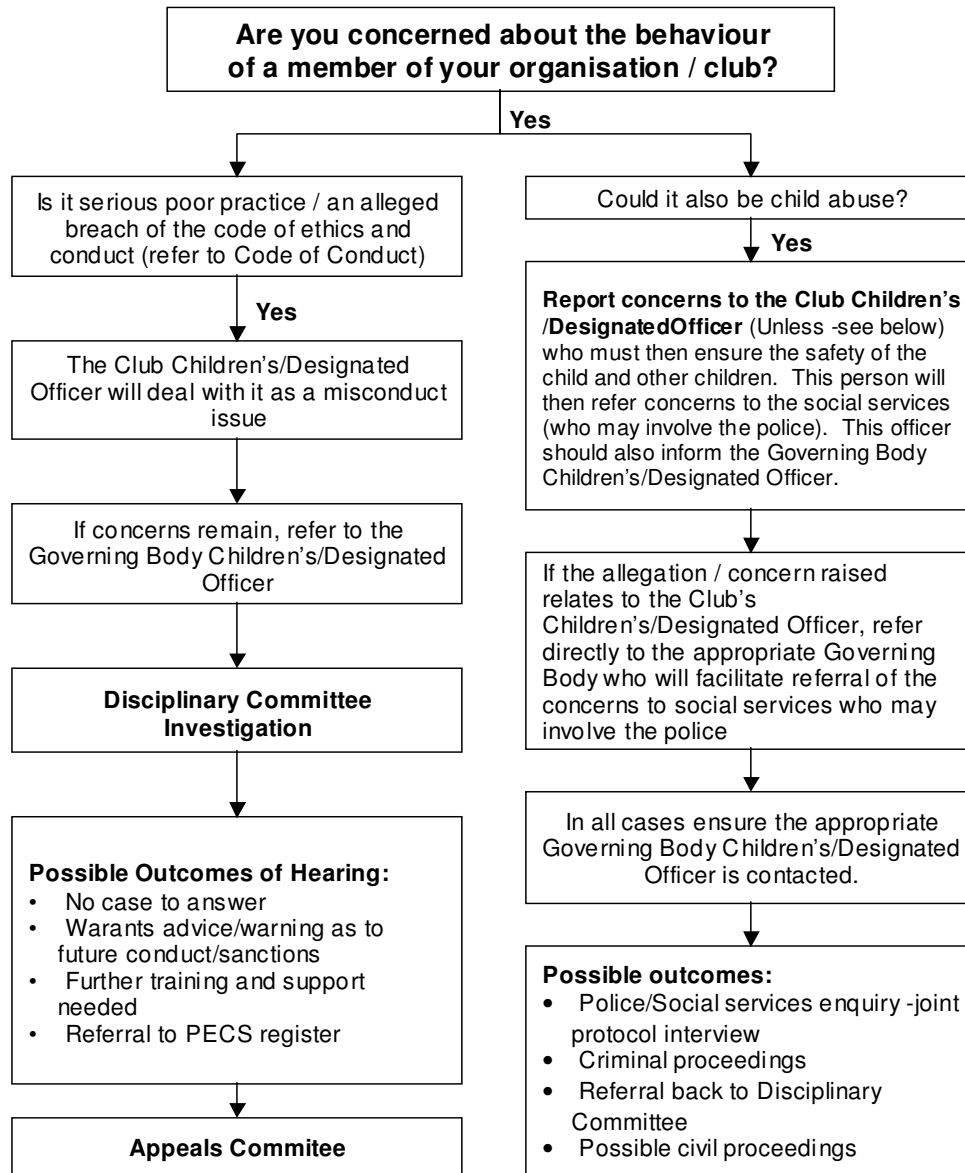 Are you concerned about the behaviour
of a member of your organisation / club?
Yes
Is it serious poor practice / an alleged
breach of the code of ethics and
conduct (refer to Code of Conduct)
Yes
The Club Children's/Designated
Officer will deal with it as a misconduct
issue
If concerns remain, refer to the
Governing Body Children's/Designated
Officer
Disciplinary Committee
Investigation
Possible Outcomes of Hearing:
• No case to answer
• Warants advice/warning as to
future conduct/sanctions
• Further training and support
needed
• Referral to PECS register
Appeals Commitee
Could it also be child abuse?
Yes
Report concerns to the Club Children's
/DesignatedOfficer (Unless -see below)
who must then ensure the safety of the
child and other children. This person will
then refer concerns to the social services
(who may involve the police). This officer
should also inform the Governing Body
Children's/Designated Officer.
If the allegation / concern raised
relates to the Club's
Children's/Designated Officer, refer
directly to the appropriate Governing
Body who will facilitate referral of the
concerns to social services who may
involve the police
In all cases ensure the appropriate
Governing Body Children's/Designated
Officer is contacted.
Possible outcomes:
• Police/Social services enquiry -joint
protocol interview
• Criminal proceedings
• Referral back to Disciplinary
Committee
• Possible civil proceedings